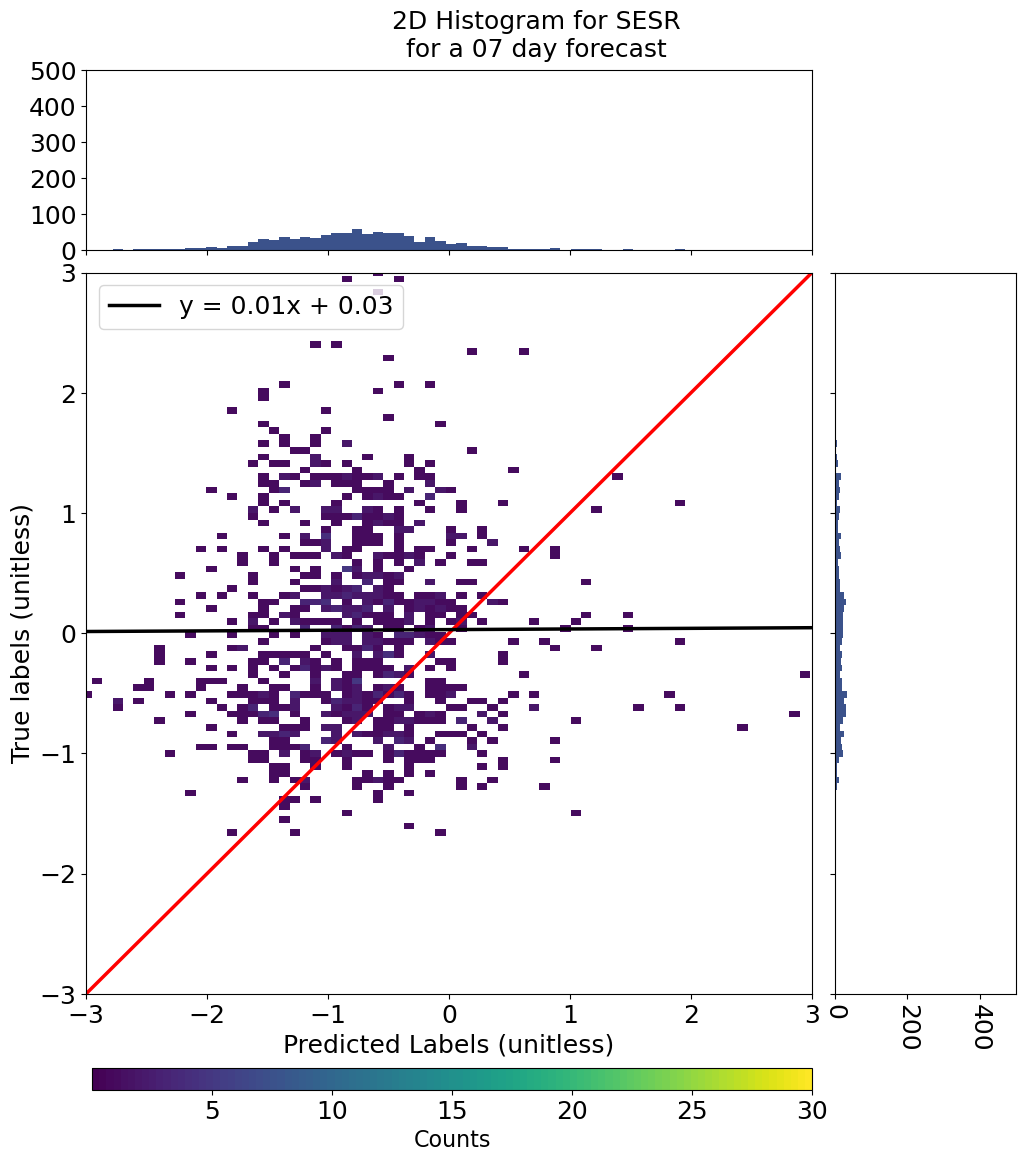 2D Histogram for SESR
for a 07 day forecast
500
400
300
200
100
0
3
2
1
0
−1
−2
−3
True labels (unitless)
y = 0.01x + 0.03
−3 −2 −1 0 1 2 3
Predicted Labels (unitless)
0 200 400
5 10 15 20 25 30
Counts